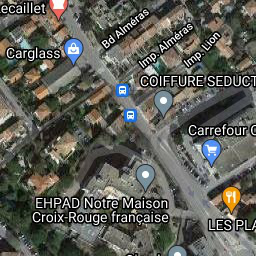 ecaillet
Bd Alméras
Carglass
Imp. Alméras
Imp. Lion
COIFFURE SEDUCT
Carrefour C
EHPAD Notre Maison
Croix-Rouge française
LES PLA